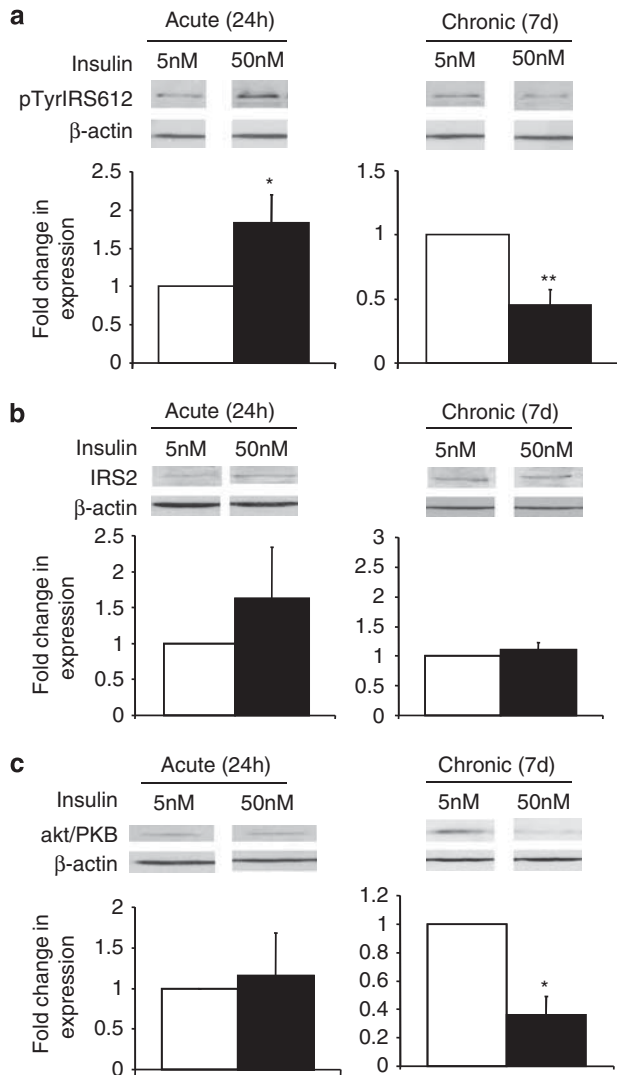 a
Acute (24h) Chronic (7d)
Insulin 5nM 50nM 5nM 50nM
pTyrIRS612
β-actin
2.5 1.5
2 *
1.5 1
1 **
0.5 0.5
0 0
Fold change in
expression
b
Acute (24h) Chronic (7d)
Insulin 5nM 50nM 5nM 50nM
IRS2
β-actin
2.5 3
2 2.5
1.5 2
1 1.5
0.5 1
0 0.5
0
Fold change in
expression
c
Acute (24h) Chronic (7d)
Insulin 5nM 50nM 5nM 50nM
akt/PKB
β-actin
2 1.2
1.5 1
1 0.8
0.5 0.6
0 0.4 *
0.2
0
Fold change in
expression